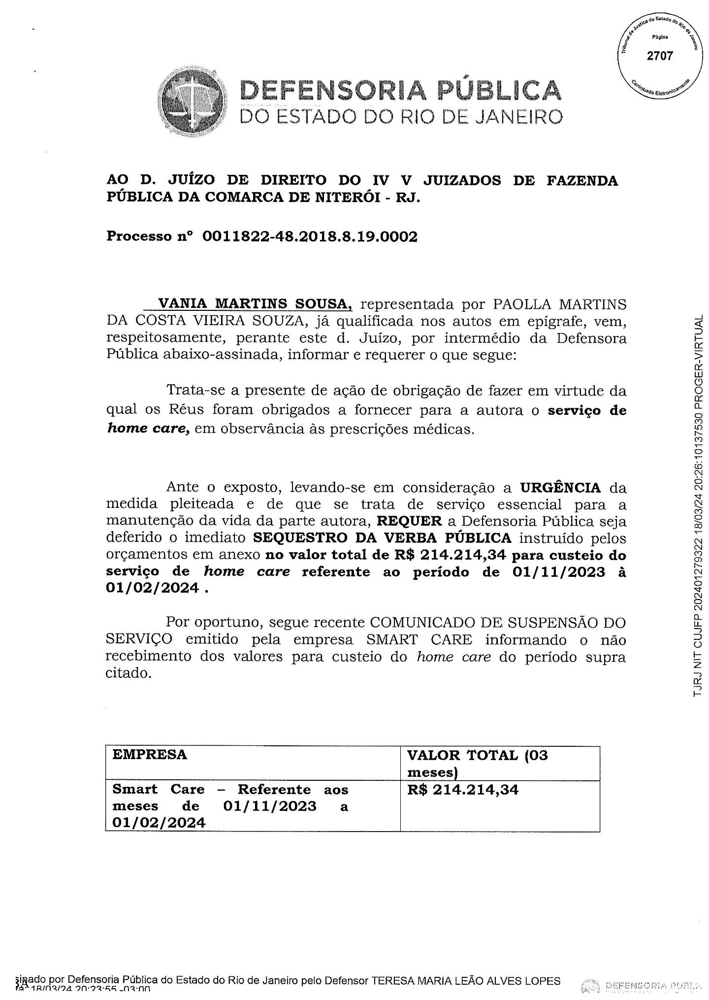 Tribunal de Justiça do Estado do Rio de Janeiro
Página
2707
Carimbado Eletronicamente
DEFENSORIA PÚBLICA
DO ESTADO DO RIO DE JANEIRO
AO D. JUÍZO DE DIREITO DO IV V JUIZADOS DE FAZENDA
PÚBLICA DA COMARCA DE NITERÓI - RJ.
Processo nº 0011822-48.2018.8.19.0002
VANIA MARTINS SOUSA, representada por PAOLLA MARTINS
DA COSTA VIEIRA SOUZA, já qualificada nos autos em epígrafe, vem,
respeitosamente, perante este d. Juízo, por intermédio da Defensora
Pública abaixo-assinada, informar e requerer o que segue:
Trata-se a presente de ação de obrigação de fazer em virtude da
qual os Réus foram obrigados a fornecer para a autora o serviço de
home care, em observância às prescrições médicas.
Ante o exposto, levando-se em consideração a URGÊNCIA da
medida pleiteada e de que se trata de serviço essencial para a
manutenção da vida da parte autora, REQUER a Defensoria Pública seja
deferido o imediato SEQUESTRO DA VERBA PÚBLICA instruído pelos
orçamentos em anexo no valor total de R$ 214.214,34 para custeio do
serviço de home care referente ao período de 01/11/2023 à
01/02/2024 .
Por oportuno, segue recente COMUNICADO DE SUSPENSÃO DO
SERVIÇO emitido pela empresa SMART CARE informando o não
recebimento dos valores para custeio do home care do período supra
citado.
EMPRESA
VALOR TOTAL (03
meses)
Smart Care – Referente aos
meses de 01/11/2023 a
01/02/2024
R$ 214.214,34
TJRJ NIT CUJFP 202401279322 18/03/24 20:26:10137530 PROGER-VIRTUAL
por Defensoria Pública do Estado do Rio de Janeiro pelo Defensor TERESA MARIA LEÃO ALVES LOPES
18/03/24 20:23:55 -03:00
DEFENSORIA